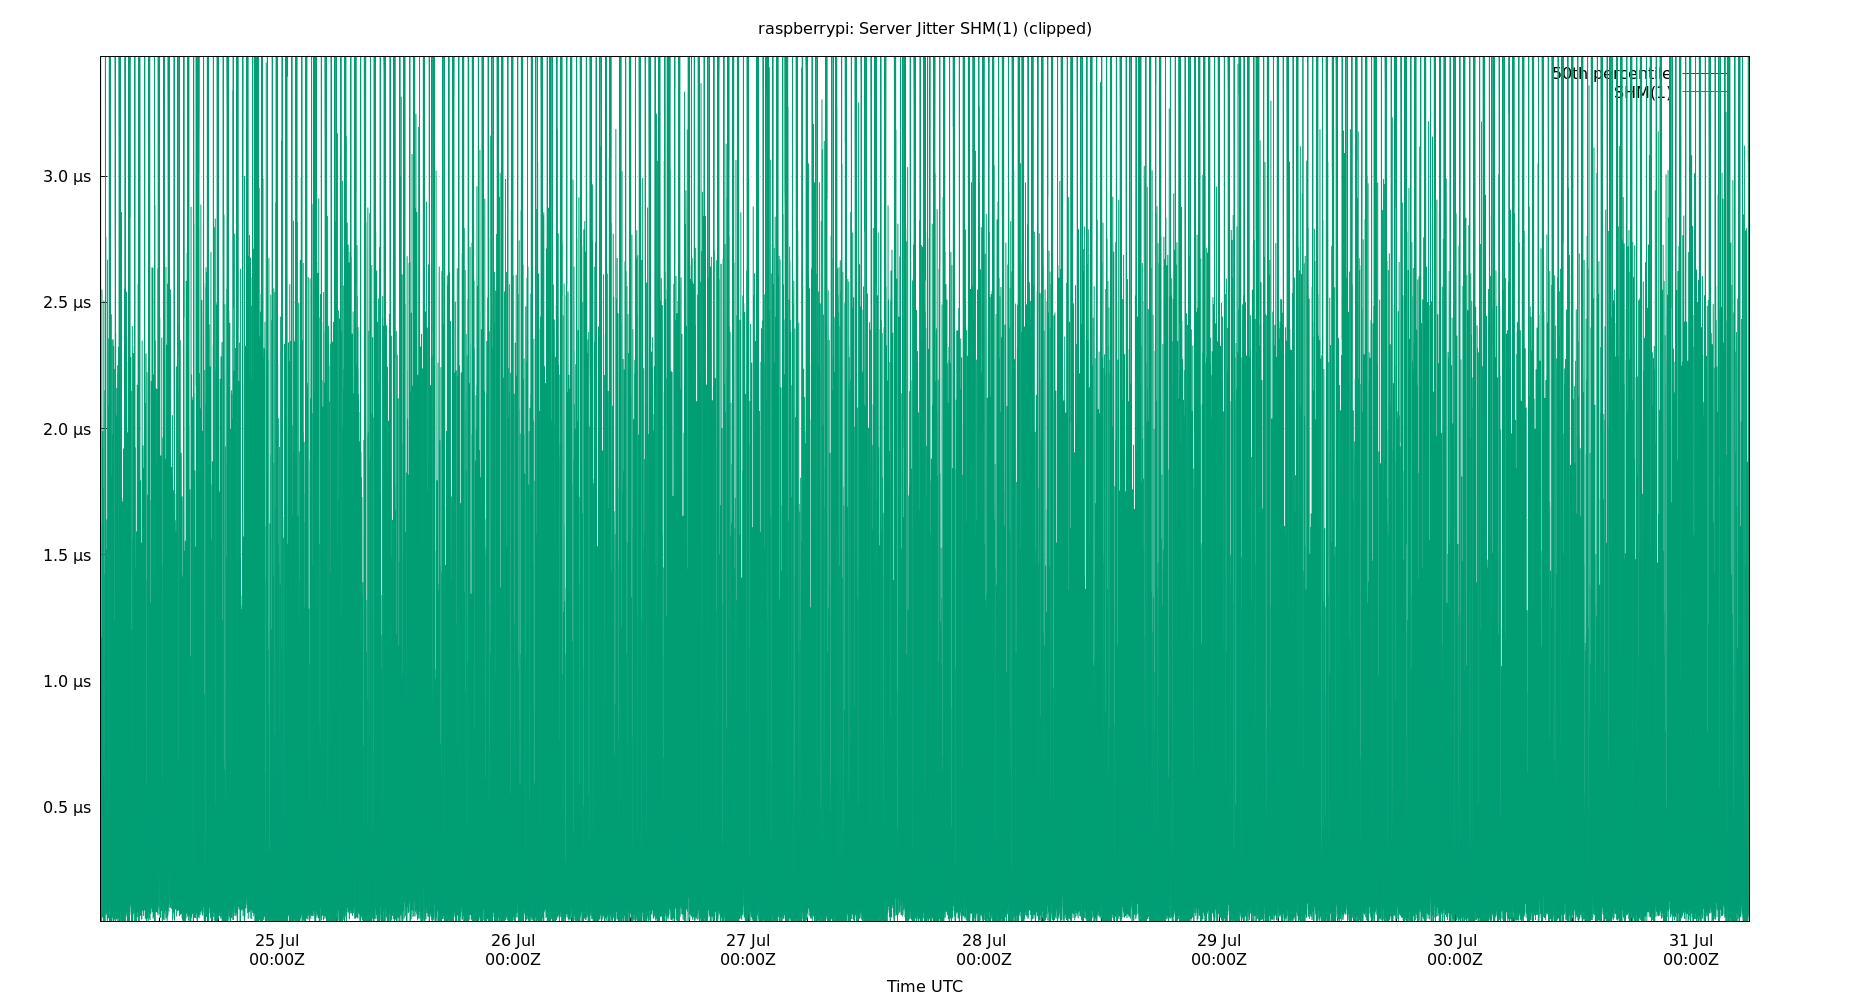 raspberrypi: Server Jitter SHM(1) (clipped)
50th percentile
SHM(1)
3.0 µs
2.5 µs
2.0 µs
1.5 µs
1.0 µs
0.5 µs
25 Jul 26 Jul 27 Jul 28 Jul 29 Jul 30 Jul 31 Jul
00:00Z 00:00Z 00:00Z 00:00Z 00:00Z 00:00Z 00:00Z
Time UTC